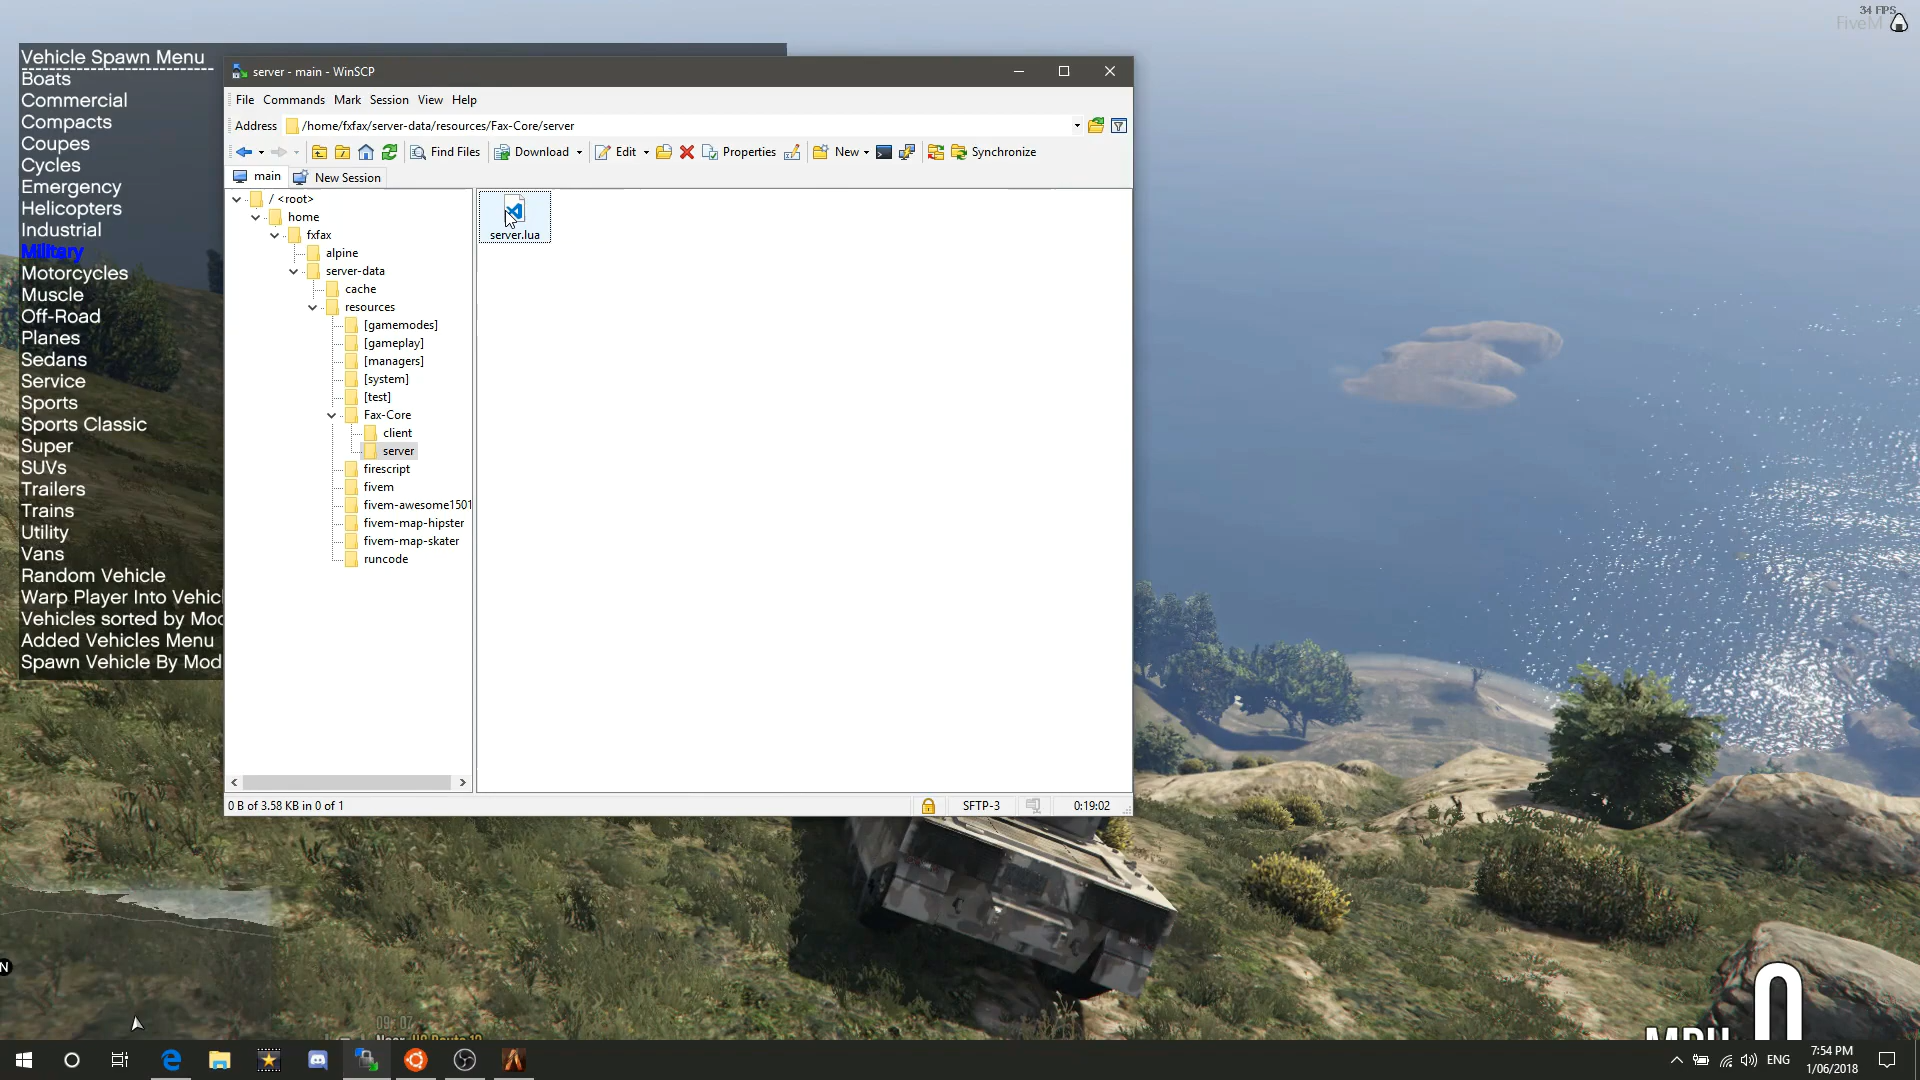 34 FPS
FiveM
Vehicle Spawn Menu
Boats
Commercial
Compacts
Coupes
Cycles
Emergency
Helicopters
Industrial
Military
Motorcycles
Muscle
Off-Road
Planes
Sedans
Service
Sports
Sports Classic
Super
SUVs
Trailers
Trains
Utility
Vans
Random Vehicle
Warp Player Into Vehicl
Vehicles sorted by Mod
Added Vehicles Menu
Spawn Vehicle By Mod
server - main - WinSCP
File Commands Mark Session View Help
Address /home/fxfax/server-data/resources/Fax-Core/server
Find Files Download Edit Properties New Synchronize
main New Session
/ <root>
home
fxfax
alpine
server-data
cache
resources
[gamemodes]
[gameplay]
[managers]
[system]
[test]
Fax-Core
client
server
firescript
fivem
fivem-awesome1501
fivem-map-hipster
fivem-map-skater
runcode
server.lua
0 B of 3.58 KB in 0 of 1
SFTP-3
0:19:02
N
09:07
MPH 0
ENG
7:54 PM
1/06/2018